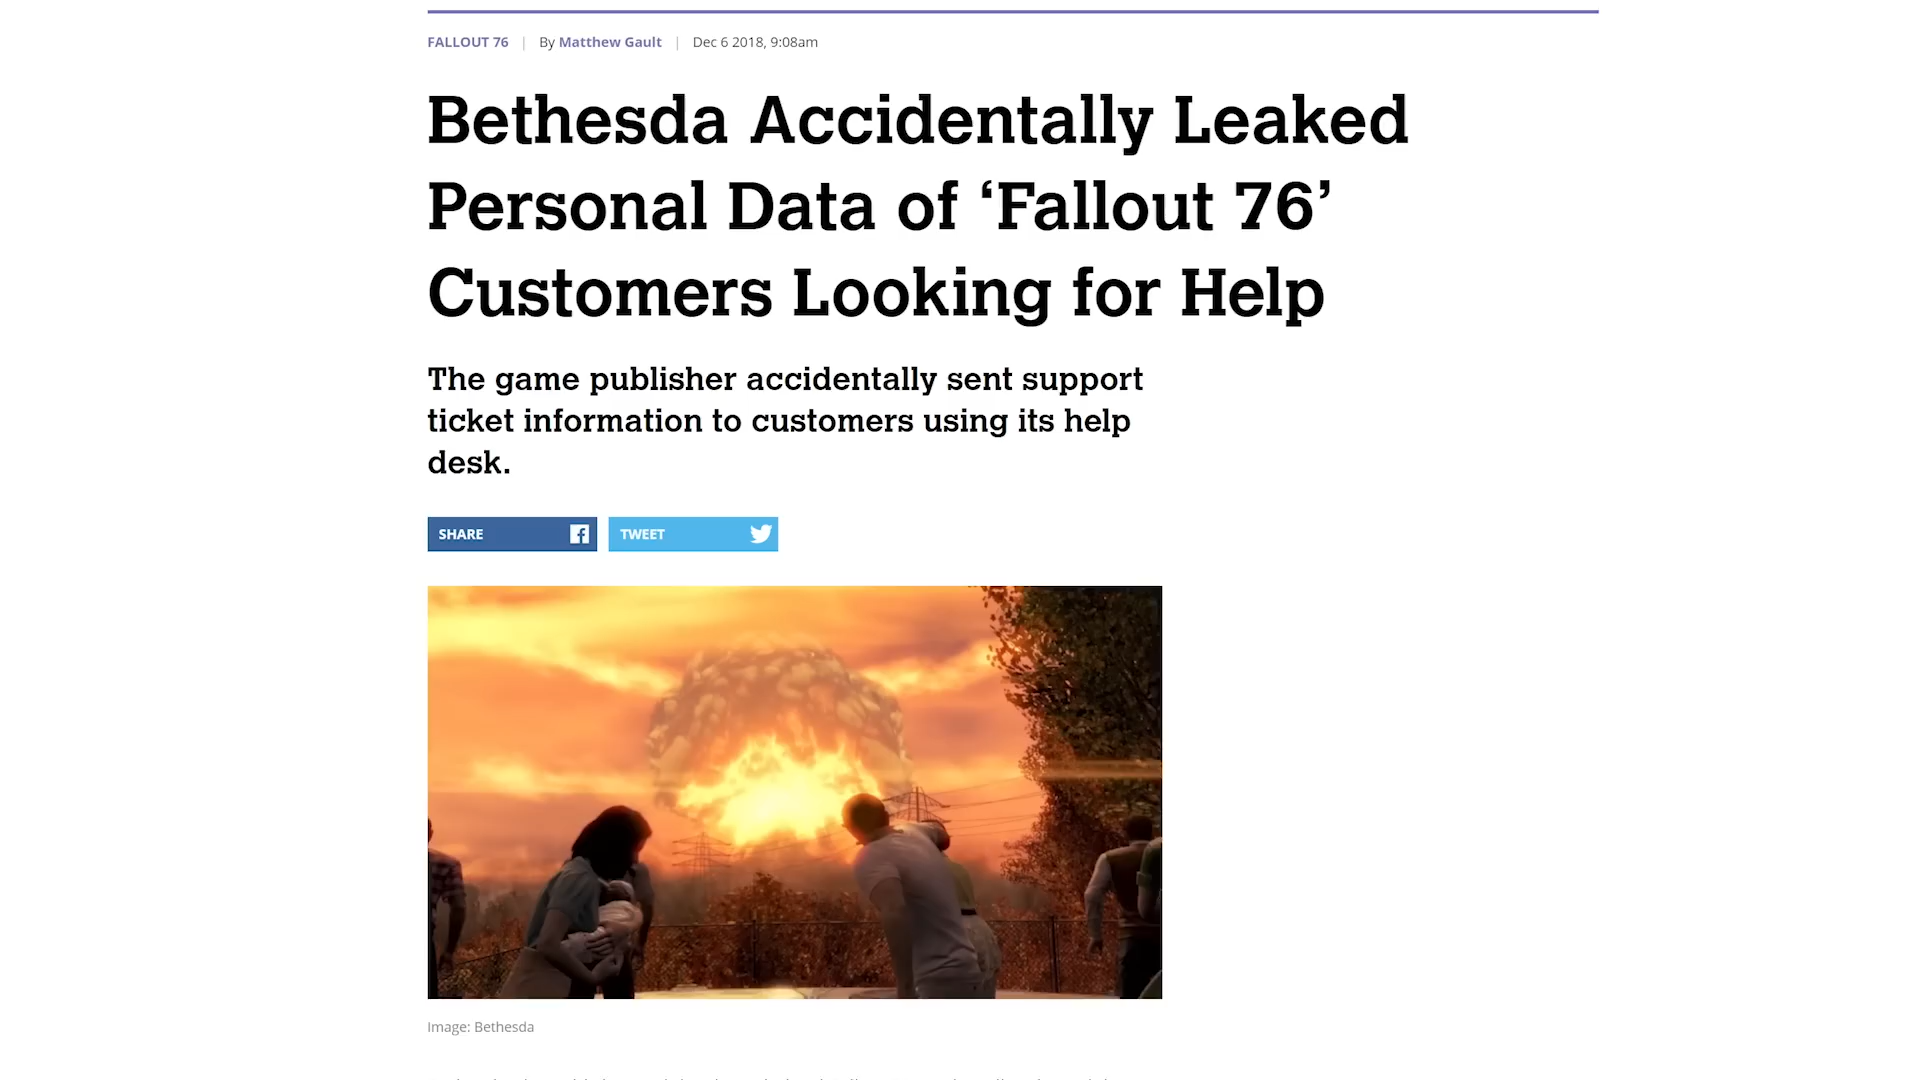 FALLOUT 76 | By Matthew Gault | Dec 6 2018, 9:08am
Bethesda Accidentally Leaked
Personal Data of ‘Fallout 76’
Customers Looking for Help
The game publisher accidentally sent support
ticket information to customers using its help
desk.
SHARE TWEET
Image: Bethesda